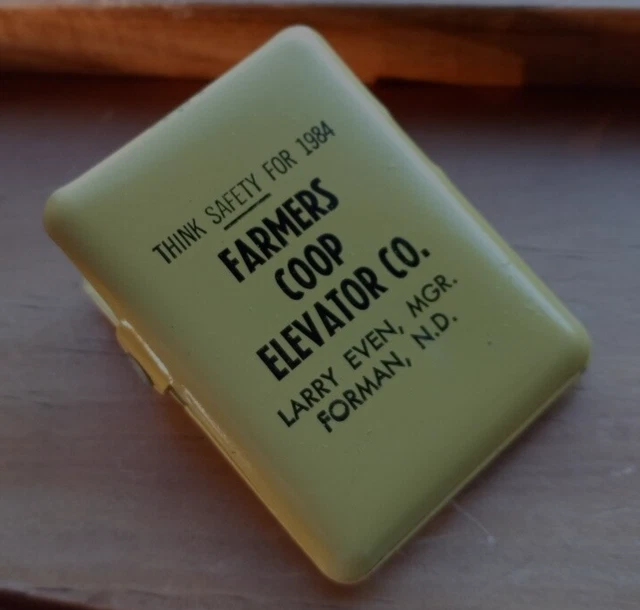 THINK SAFETY FOR 1984
FARMERS
COOP
ELEVATOR CO.
LARRY EVEN, MGR.
FORMAN, N.D.